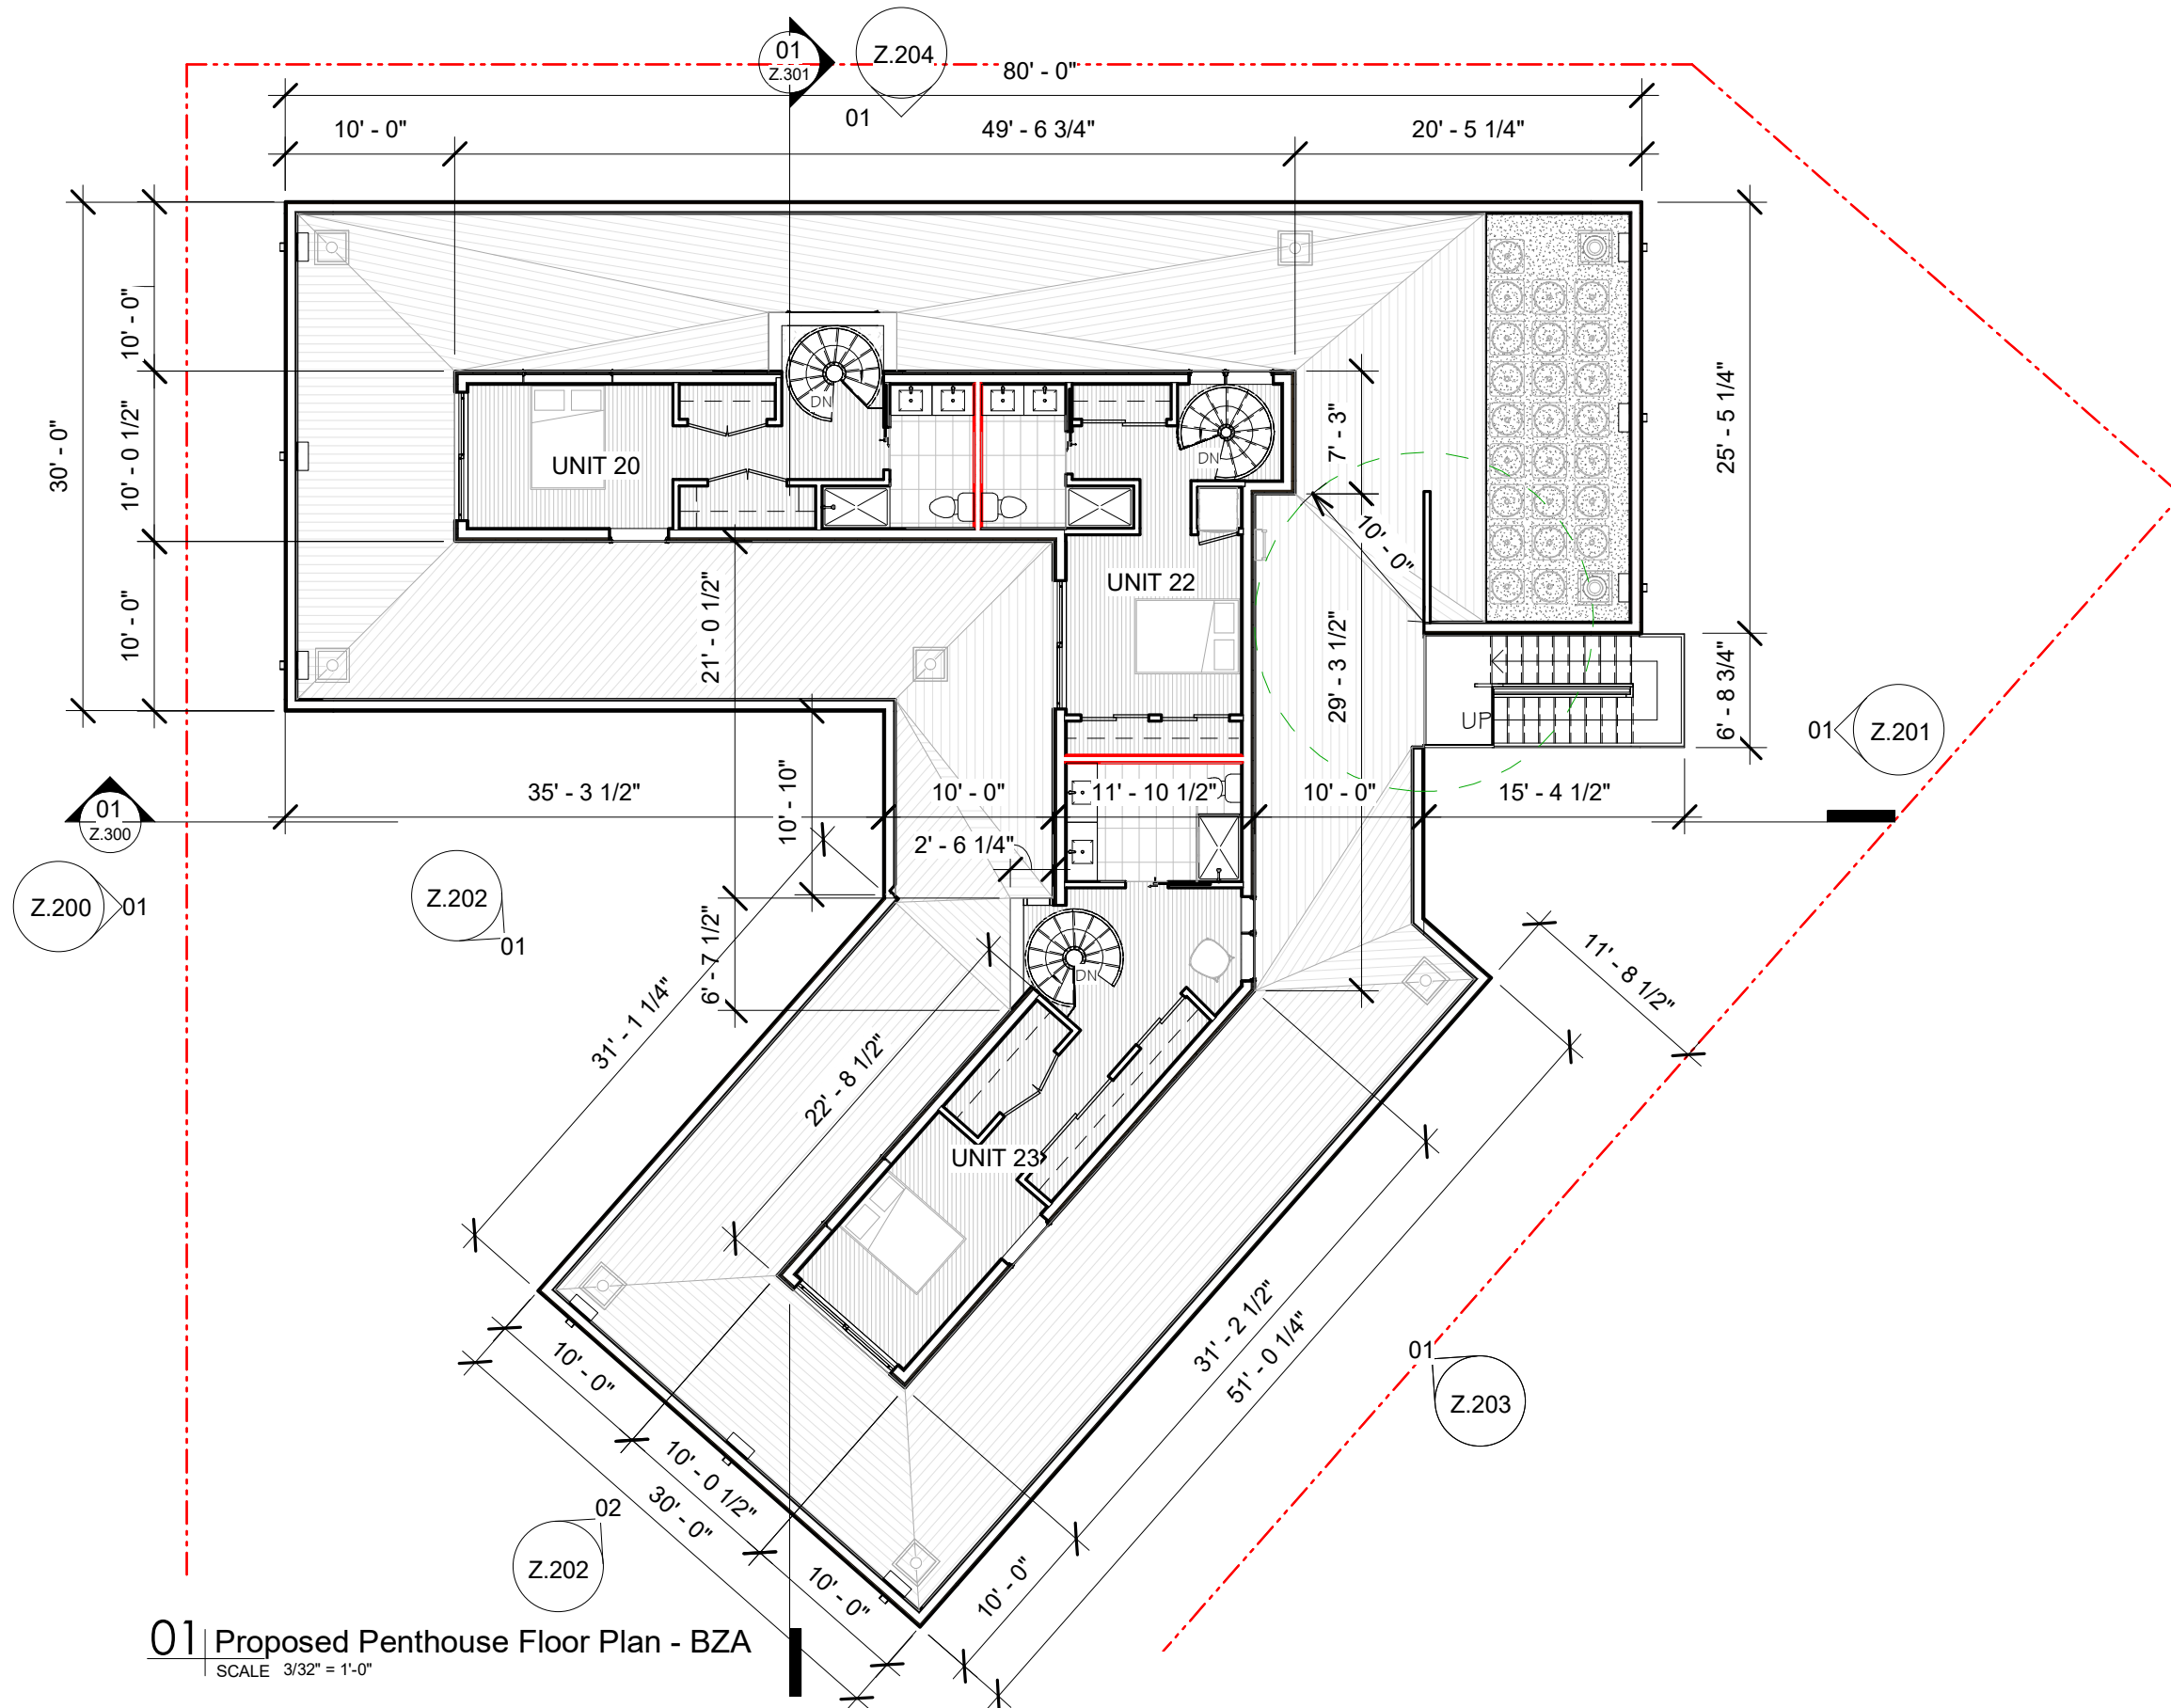 01
Z.301
Z.204
01
80' - 0"
10' - 0"
49' - 6 3/4"
20' - 5 1/4"
30' - 0"
10' - 0"
10' - 0 1/2"
10' - 0"
DN
UNIT 20
DN
7' - 3"
25' - 5 1/4"
10' - 0"
UNIT 22
21' - 0 1/2"
29' - 3 1/2"
6' - 8 3/4"
UP
01
Z.201
01
Z.300
35' - 3 1/2"
10' - 10"
10' - 0"
11' - 10 1/2"
10' - 0"
15' - 4 1/2"
2' - 6 1/4"
Z.200
01
Z.202
01
6' - 7 1/2"
DN
11' - 8 1/2"
31' - 1 1/4"
22' - 8 1/2"
UNIT 23
31' - 2 1/2"
51' - 0 1/4"
01
Z.203
10' - 0"
10' - 0 1/2"
30' - 0"
10' - 0"
10' - 0"
02
Z.202
01 Proposed Penthouse Floor Plan - BZA
SCALE 3/32" = 1'-0"